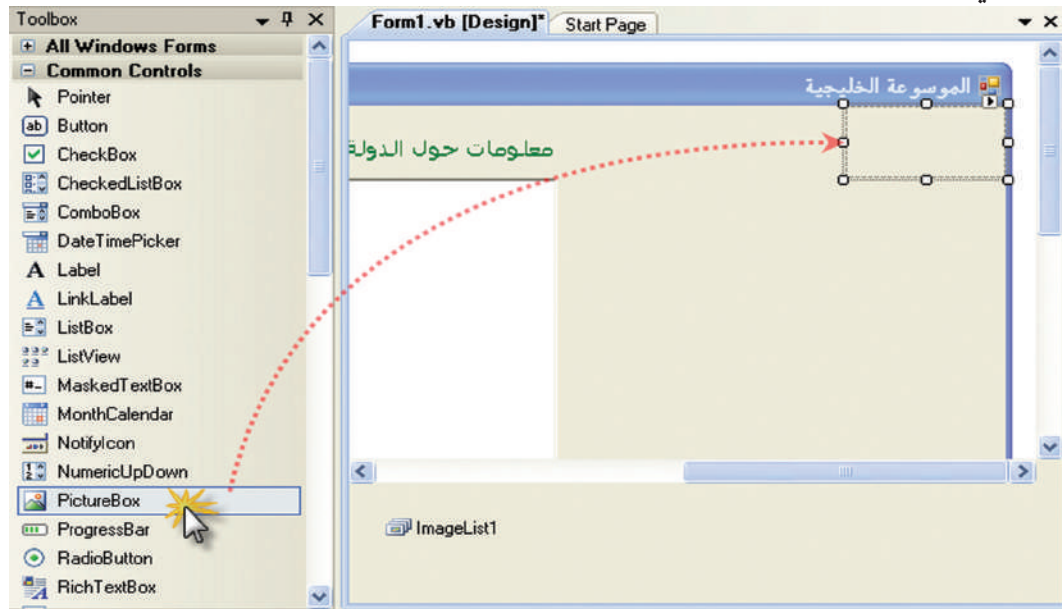 Toolbox
All Windows Forms
Common Controls
Pointer
Button
CheckBox
CheckedListBox
ComboBox
DateTimePicker
Label
LinkLabel
ListBox
ListView
MaskedTextBox
MonthCalendar
NotifyIcon
NumericUpDown
PictureBox
ProgressBar
RadioButton
RichTextBox
Form1.vb [Design]* Start Page
الموسوعة الخليجية
معلومات حول الدولة
ImageList1